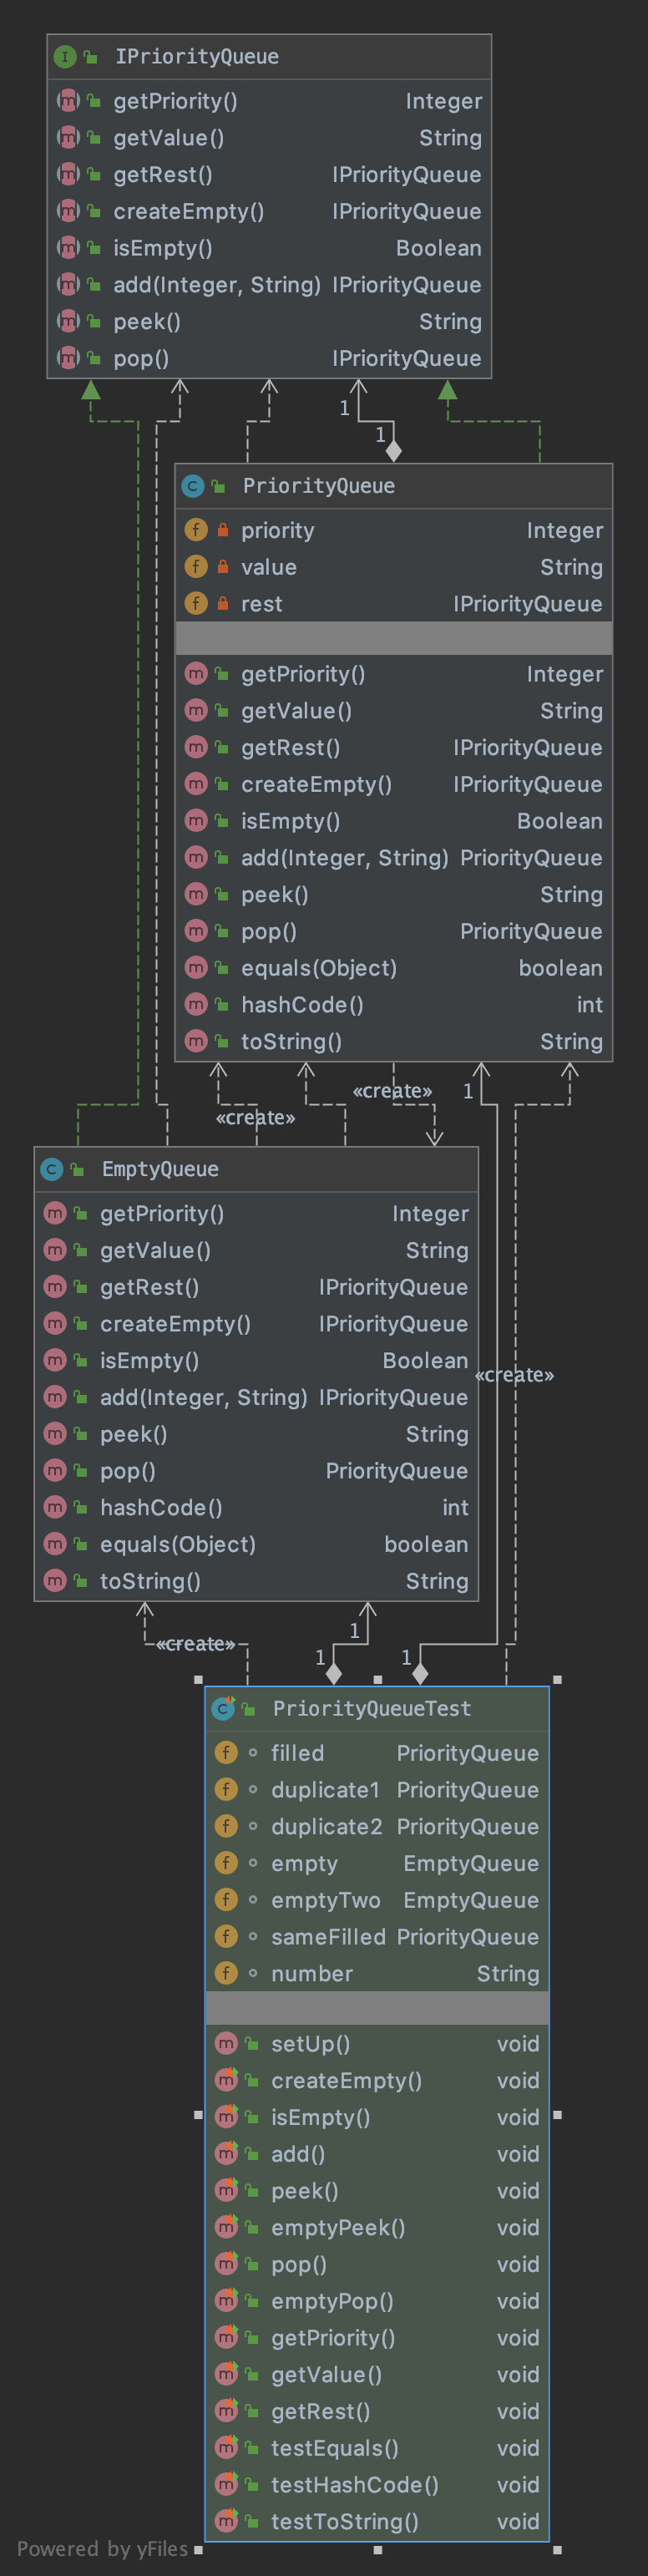 IPriorityQueue
getPriority() Integer
getValue() String
getRest() IPriorityQueue
createEmpty() IPriorityQueue
isEmpty() Boolean
add(Integer, String) IPriorityQueue
peek() String
pop() IPriorityQueue
1
1
PriorityQueue
priority Integer
value String
rest IPriorityQueue
getPriority() Integer
getValue() String
getRest() IPriorityQueue
createEmpty() IPriorityQueue
isEmpty() Boolean
add(Integer, String) PriorityQueue
peek() String
pop() PriorityQueue
equals(Object) boolean
hashCode() int
toString() String
«create» 1
«create»
EmptyQueue
getPriority() Integer
getValue() String
getRest() IPriorityQueue
createEmpty() IPriorityQueue
isEmpty() Boolean
«create»
add(Integer, String) IPriorityQueue
peek() String
pop() PriorityQueue
hashCode() int
equals(Object) boolean
toString() String
1
«create»
1 1
PriorityQueueTest
filled PriorityQueue
duplicate1 PriorityQueue
duplicate2 PriorityQueue
empty EmptyQueue
emptyTwo EmptyQueue
sameFilled PriorityQueue
number String
setUp() void
createEmpty() void
isEmpty() void
add() void
peek() void
emptyPeek() void
pop() void
emptyPop() void
getPriority() void
getValue() void
getRest() void
testEquals() void
testHashCode() void
testToString() void
Powered by yFiles